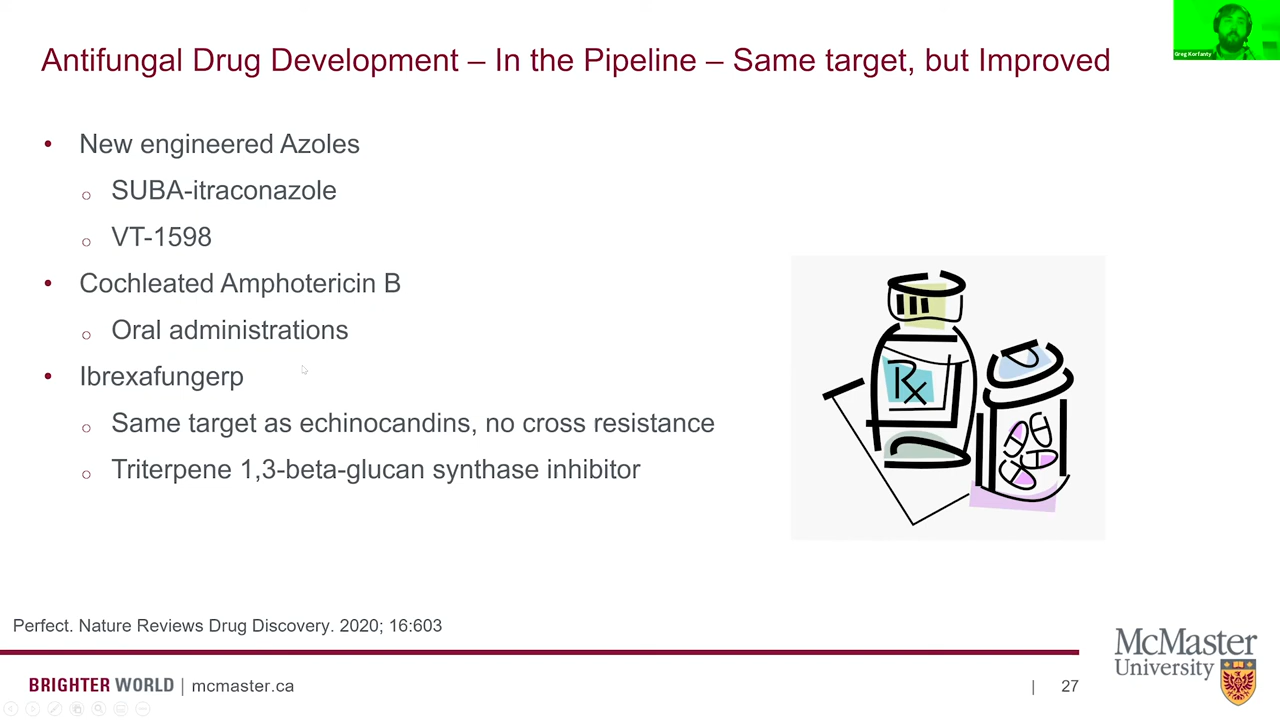 Antifungal Drug Development – In the Pipeline – Same target, but Improved
Greg Korfanty
• New engineered Azoles
○ SUBA-itraconazole
○ VT-1598
• Cochleated Amphotericin B
○ Oral administrations
• Ibrexafungerp
○ Same target as echinocandins, no cross resistance
○ Triterpene 1,3-beta-glucan synthase inhibitor
Rx
Perfect. Nature Reviews Drug Discovery. 2020; 16:603
BRIGHTER WORLD | mcmaster.ca
| 27
McMaster
University